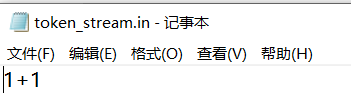 token_stream.in - 记事本
文件(F) 编辑(E) 格式(O) 查看(V) 帮助(H)
1+1